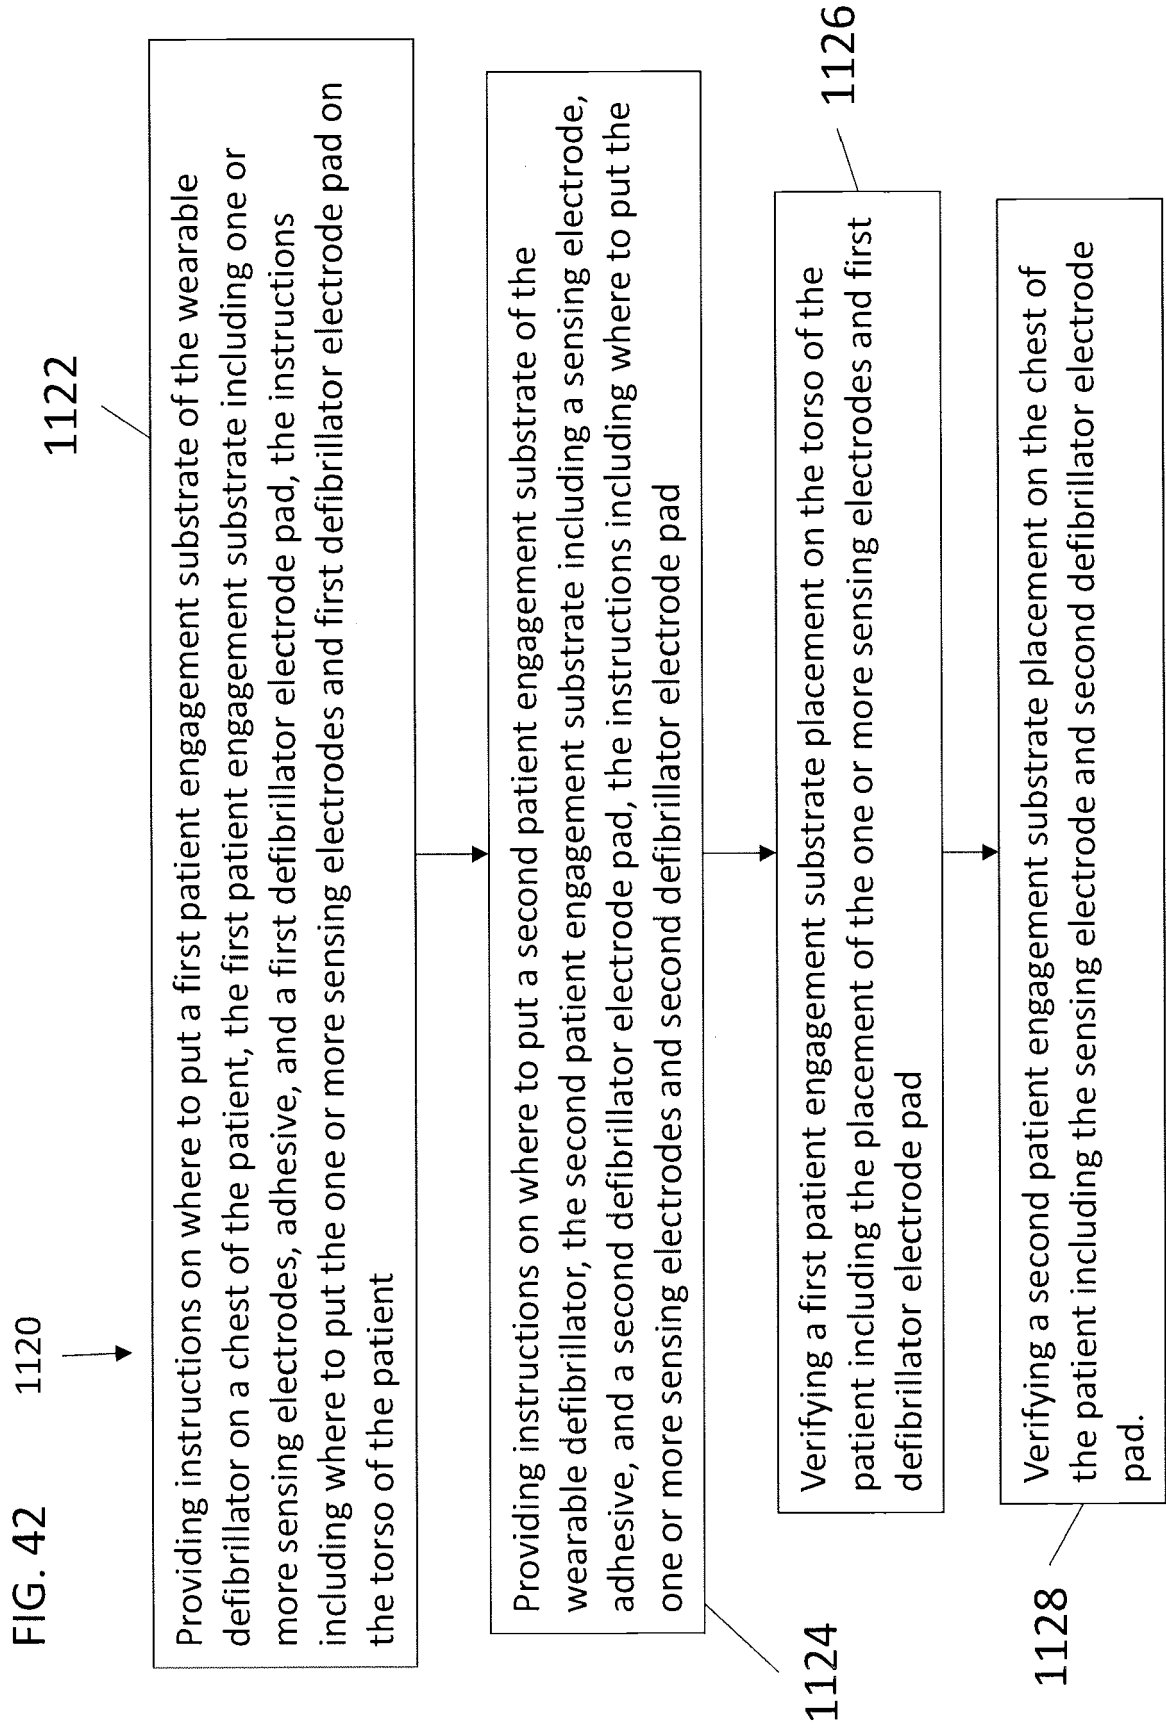 FIG. 42
1120
1122
Providing instructions on where to put a first patient engagement substrate of the wearable
defibrillator on a chest of the patient, the first patient engagement substrate including one or
more sensing electrodes, adhesive, and a first defibrillator electrode pad, the instructions
including where to put the one or more sensing electrodes and first defibrillator electrode pad on
the torso of the patient
Providing instructions on where to put a second patient engagement substrate of the
wearable defibrillator, the second patient engagement substrate including a sensing electrode,
adhesive, and a second defibrillator electrode pad, the instructions including where to put the
one or more sensing electrodes and second defibrillator electrode pad
1124
Verifying a first patient engagement substrate placement on the torso of the
patient including the placement of the one or more sensing electrodes and first
defibrillator electrode pad
1126
Verifying a second patient engagement substrate placement on the chest of
the patient including the sensing electrode and second defibrillator electrode
pad.
1128